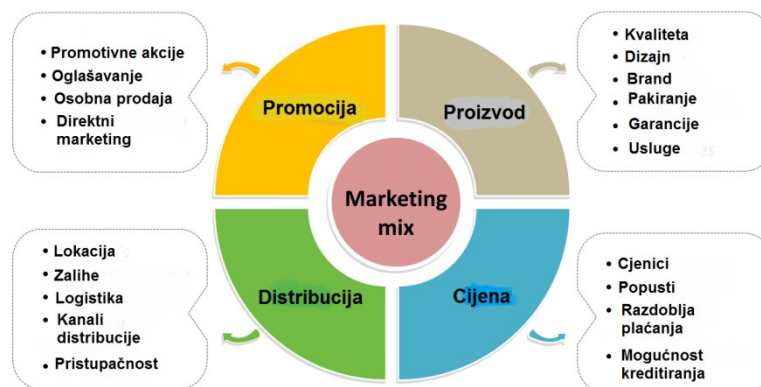 • Promotivne akcije
• Oglašavanje
• Osobna prodaja
• Direktni
marketing
Promocija
Proizvod
• Kvaliteta
• Dizajn
• Brand
• Pakiranje
• Garancije
• Usluge
Marketing
mix
• Lokacija
• Zalihe
• Logistika
• Kanali
distribucije
• Pristupačnost
Distribucija
Cijena
• Cjenici
• Popusti
• Razdoblja
plaćanja
• Mogućnost
kreditiranja